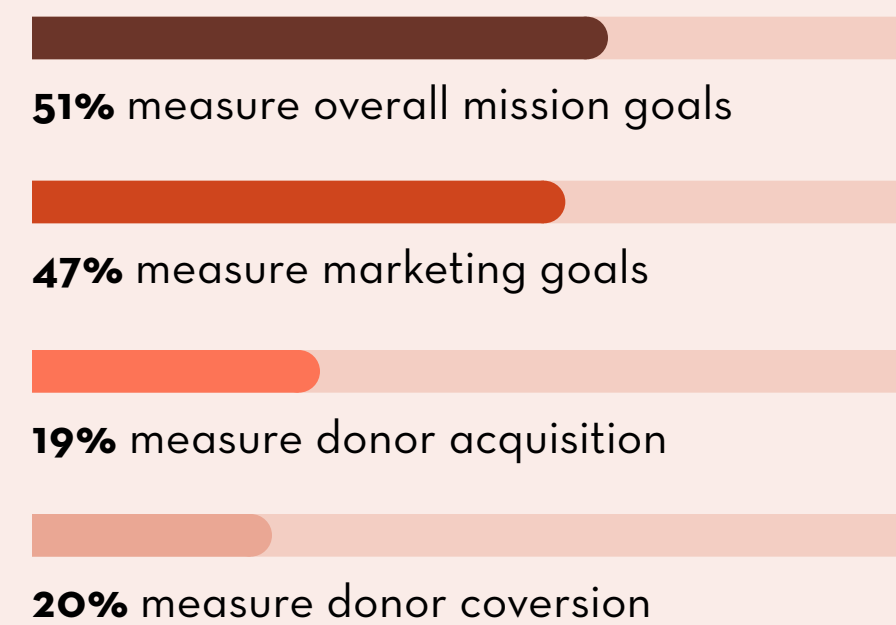 51% measure overall mission goals
47% measure marketing goals
19% measure donor acquisition
20% measure donor coversion